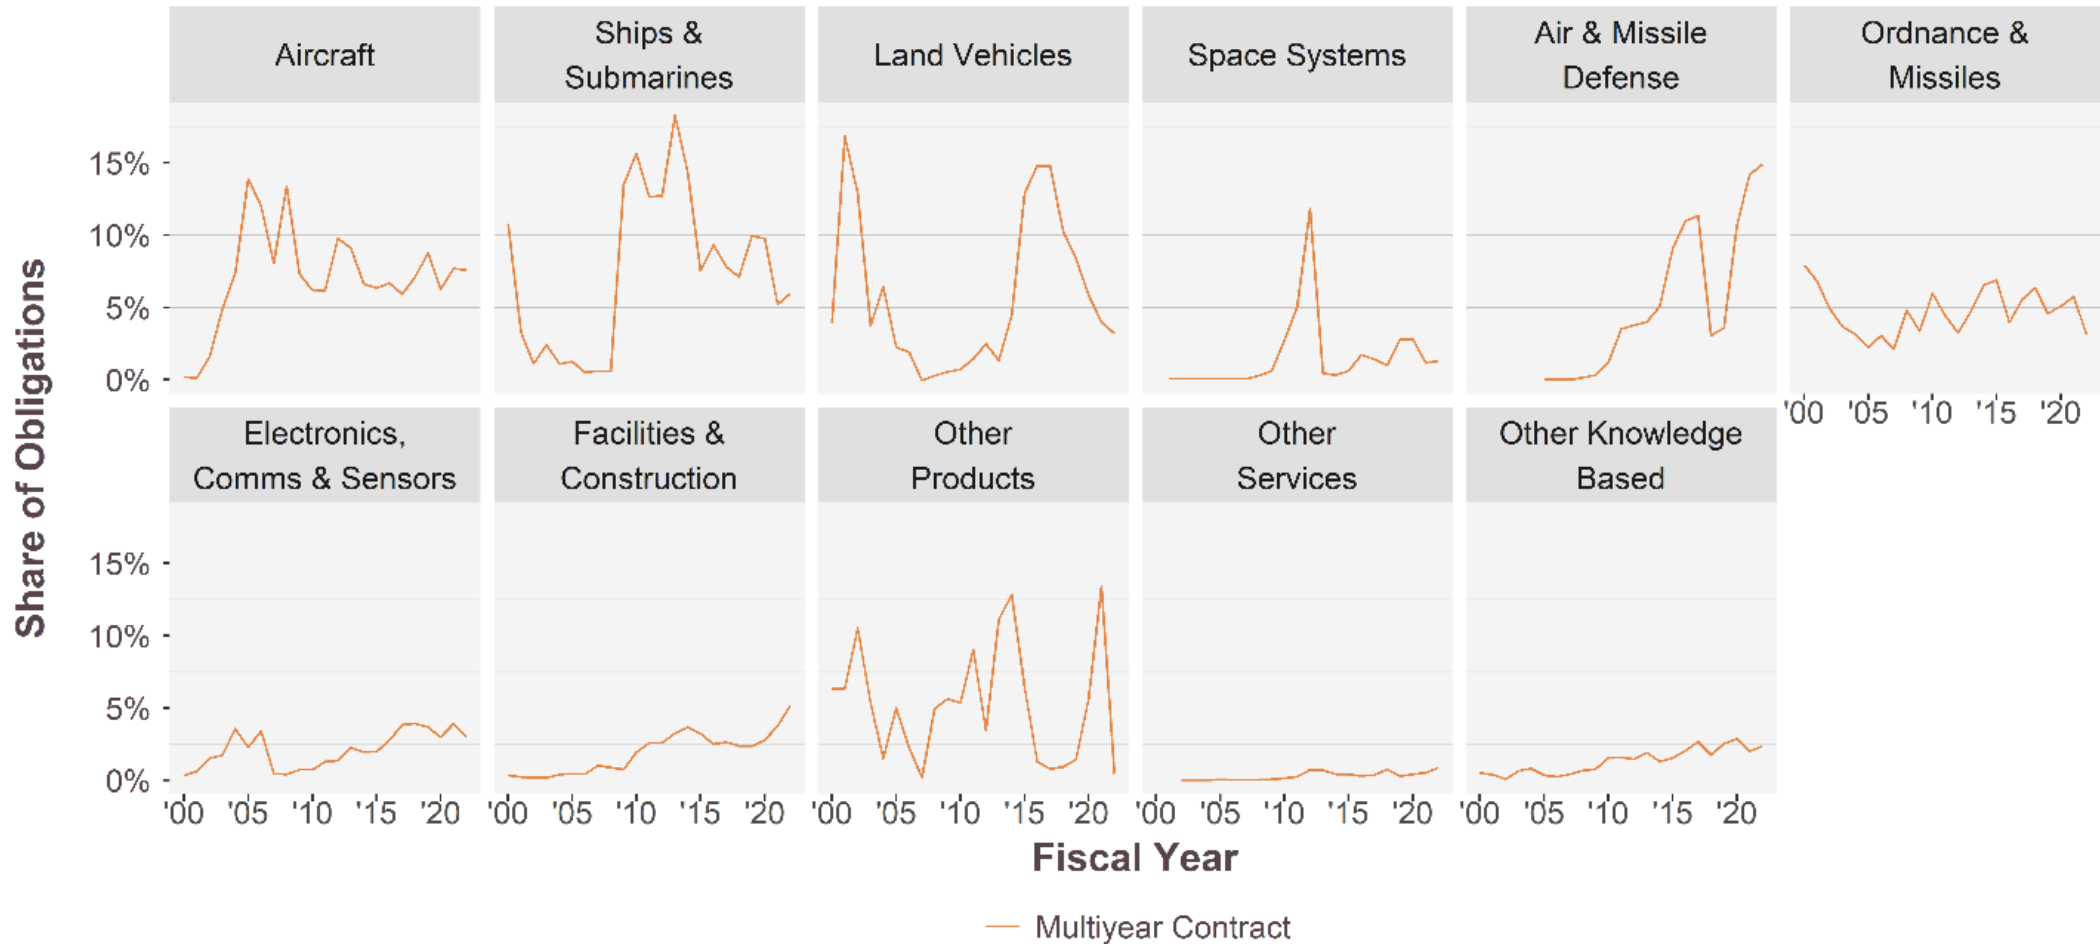 Aircraft
Ships &
Submarines
Land Vehicles
Space Systems
Air & Missile
Defense
Ordnance &
Missiles
15%
10%
5%
0%
'00 '05 '10 '15 '20
Electronics,
Comms & Sensors
Facilities &
Construction
Other
Products
Other
Services
Other Knowledge
Based
15%
10%
5%
0%
'00 '05 '10 '15 '20
'00 '05 '10 '15 '20
'00 '05 '10 '15 '20
'00 '05 '10 '15 '20
'00 '05 '10 '15 '20
Share of Obligations
Fiscal Year
Multiyear Contract